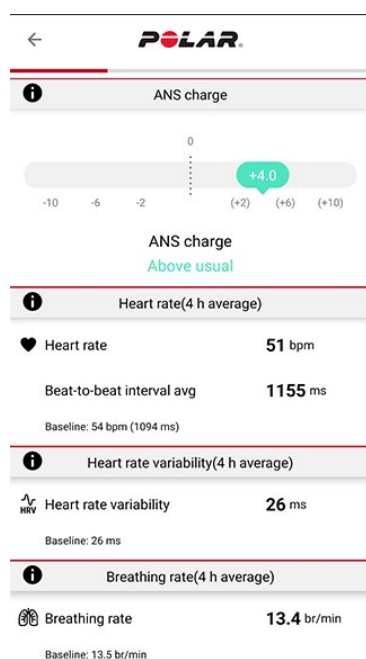 POLAR.
ANS charge
0
+4.0
-10 -6 -2 (+2) (+6) (+10)
ANS charge
Above usual
Heart rate(4 h average)
Heart rate 51 bpm
Beat-to-beat interval avg 1155 ms
Baseline: 54 bpm (1094 ms)
Heart rate variability(4 h average)
HRV Heart rate variability 26 ms
Baseline: 26 ms
Breathing rate(4 h average)
Breathing rate 13.4 br/min
Baseline: 13.5 br/min